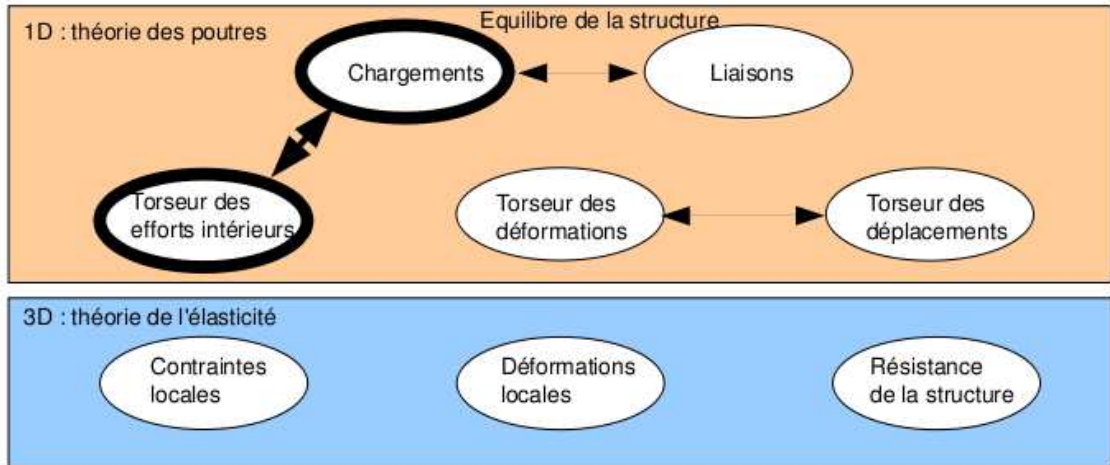 Equilibre de la structure
1D : théorie des poutres
Chargements
Liaisons
Torseur des
efforts intérieurs
Torseur des
déformations
Torseur des
déplacements
3D : théorie de l'élasticité
Contraintes
locales
Déformations
locales
Résistance
de la structure